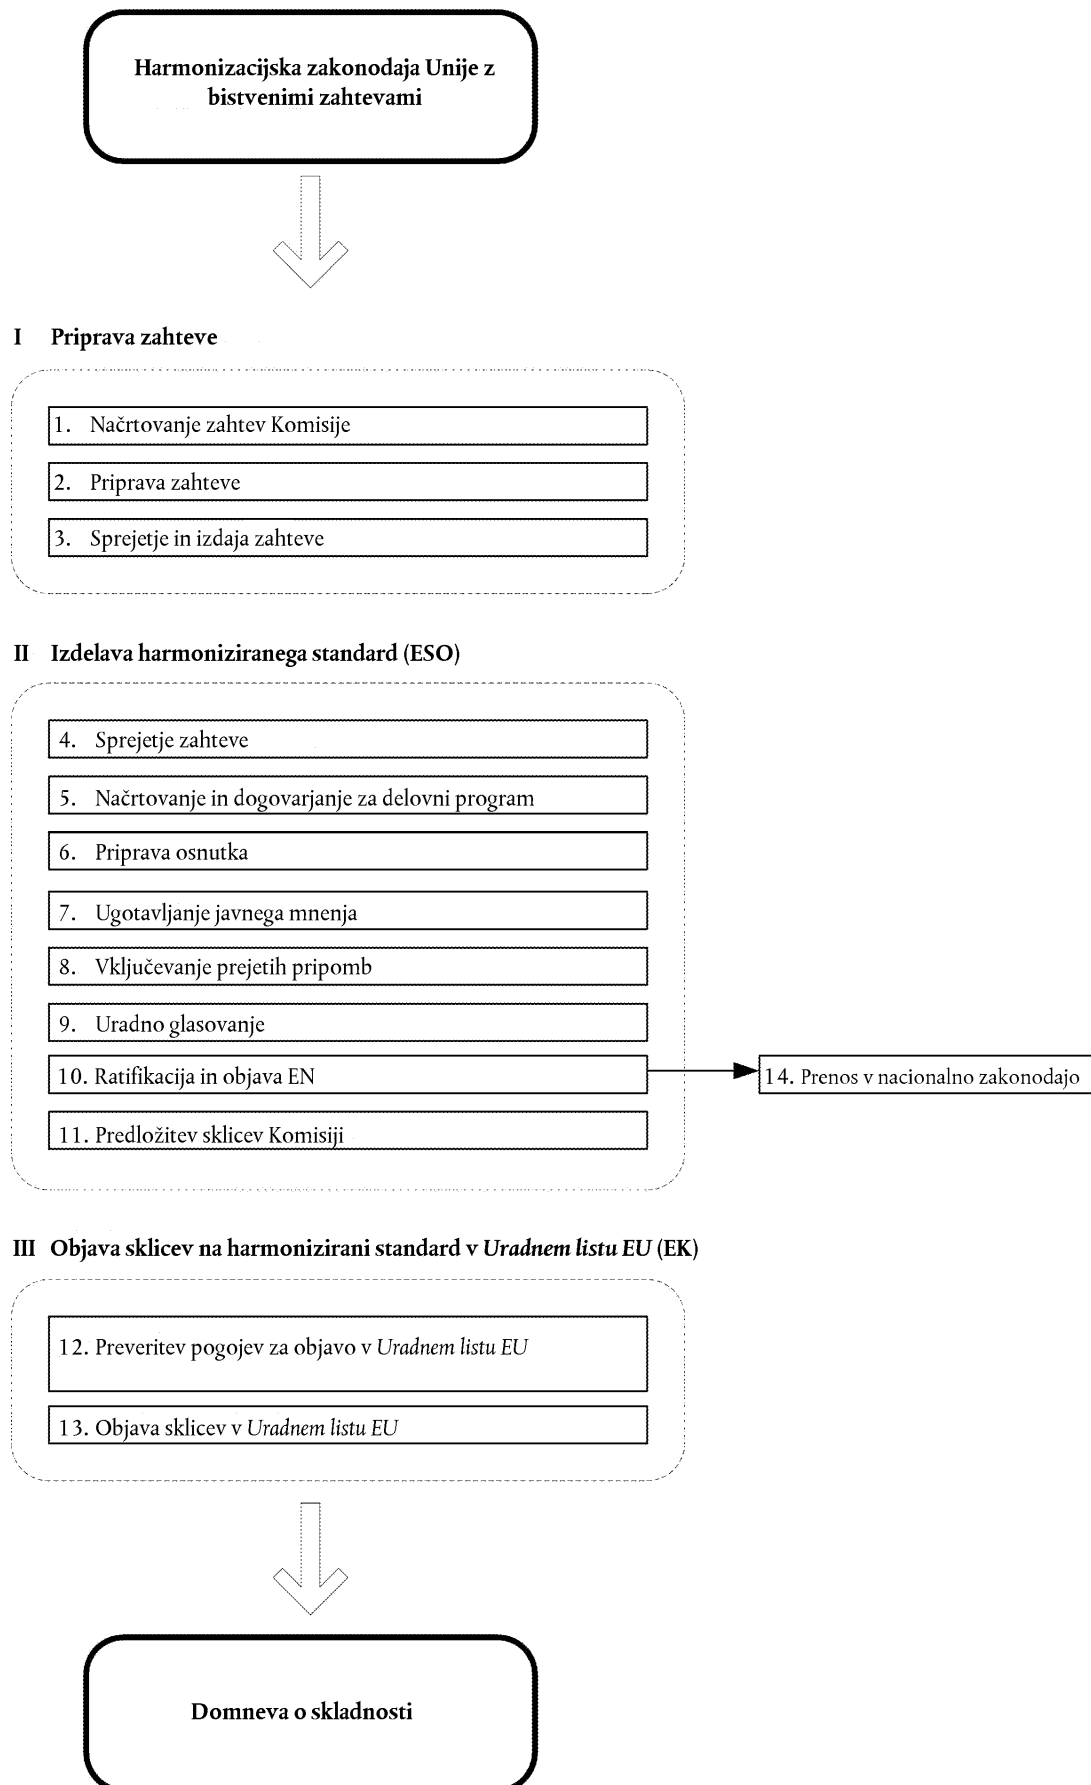 Harmonizacijska zakonodaja Unije z
bistvenimi zahtevami
I Priprava zahteve
1. Načrtovanje zahtev Komisije
2. Priprava zahteve
3. Sprejetje in izdaja zahteve
II Izdelava harmoniziranega standard (ESO)
4. Sprejetje zahteve
5. Načrtovanje in dogovarjanje za delovni program
6. Priprava osnutka
7. Ugotavljanje javnega mnenja
8. Vključevanje prejetih pripomb
9. Uradno glasovanje
10. Ratifikacija in objava EN
14. Prenos v nacionalno zakonodajo
11. Predložitev sklicev Komisiji
III Objava sklicev na harmonizirani standard v Uradnem listu EU (EK)
12. Preveritev pogojev za objavo v Uradnem listu EU
13. Objava sklicev v Uradnem listu EU
Domneva o skladnosti